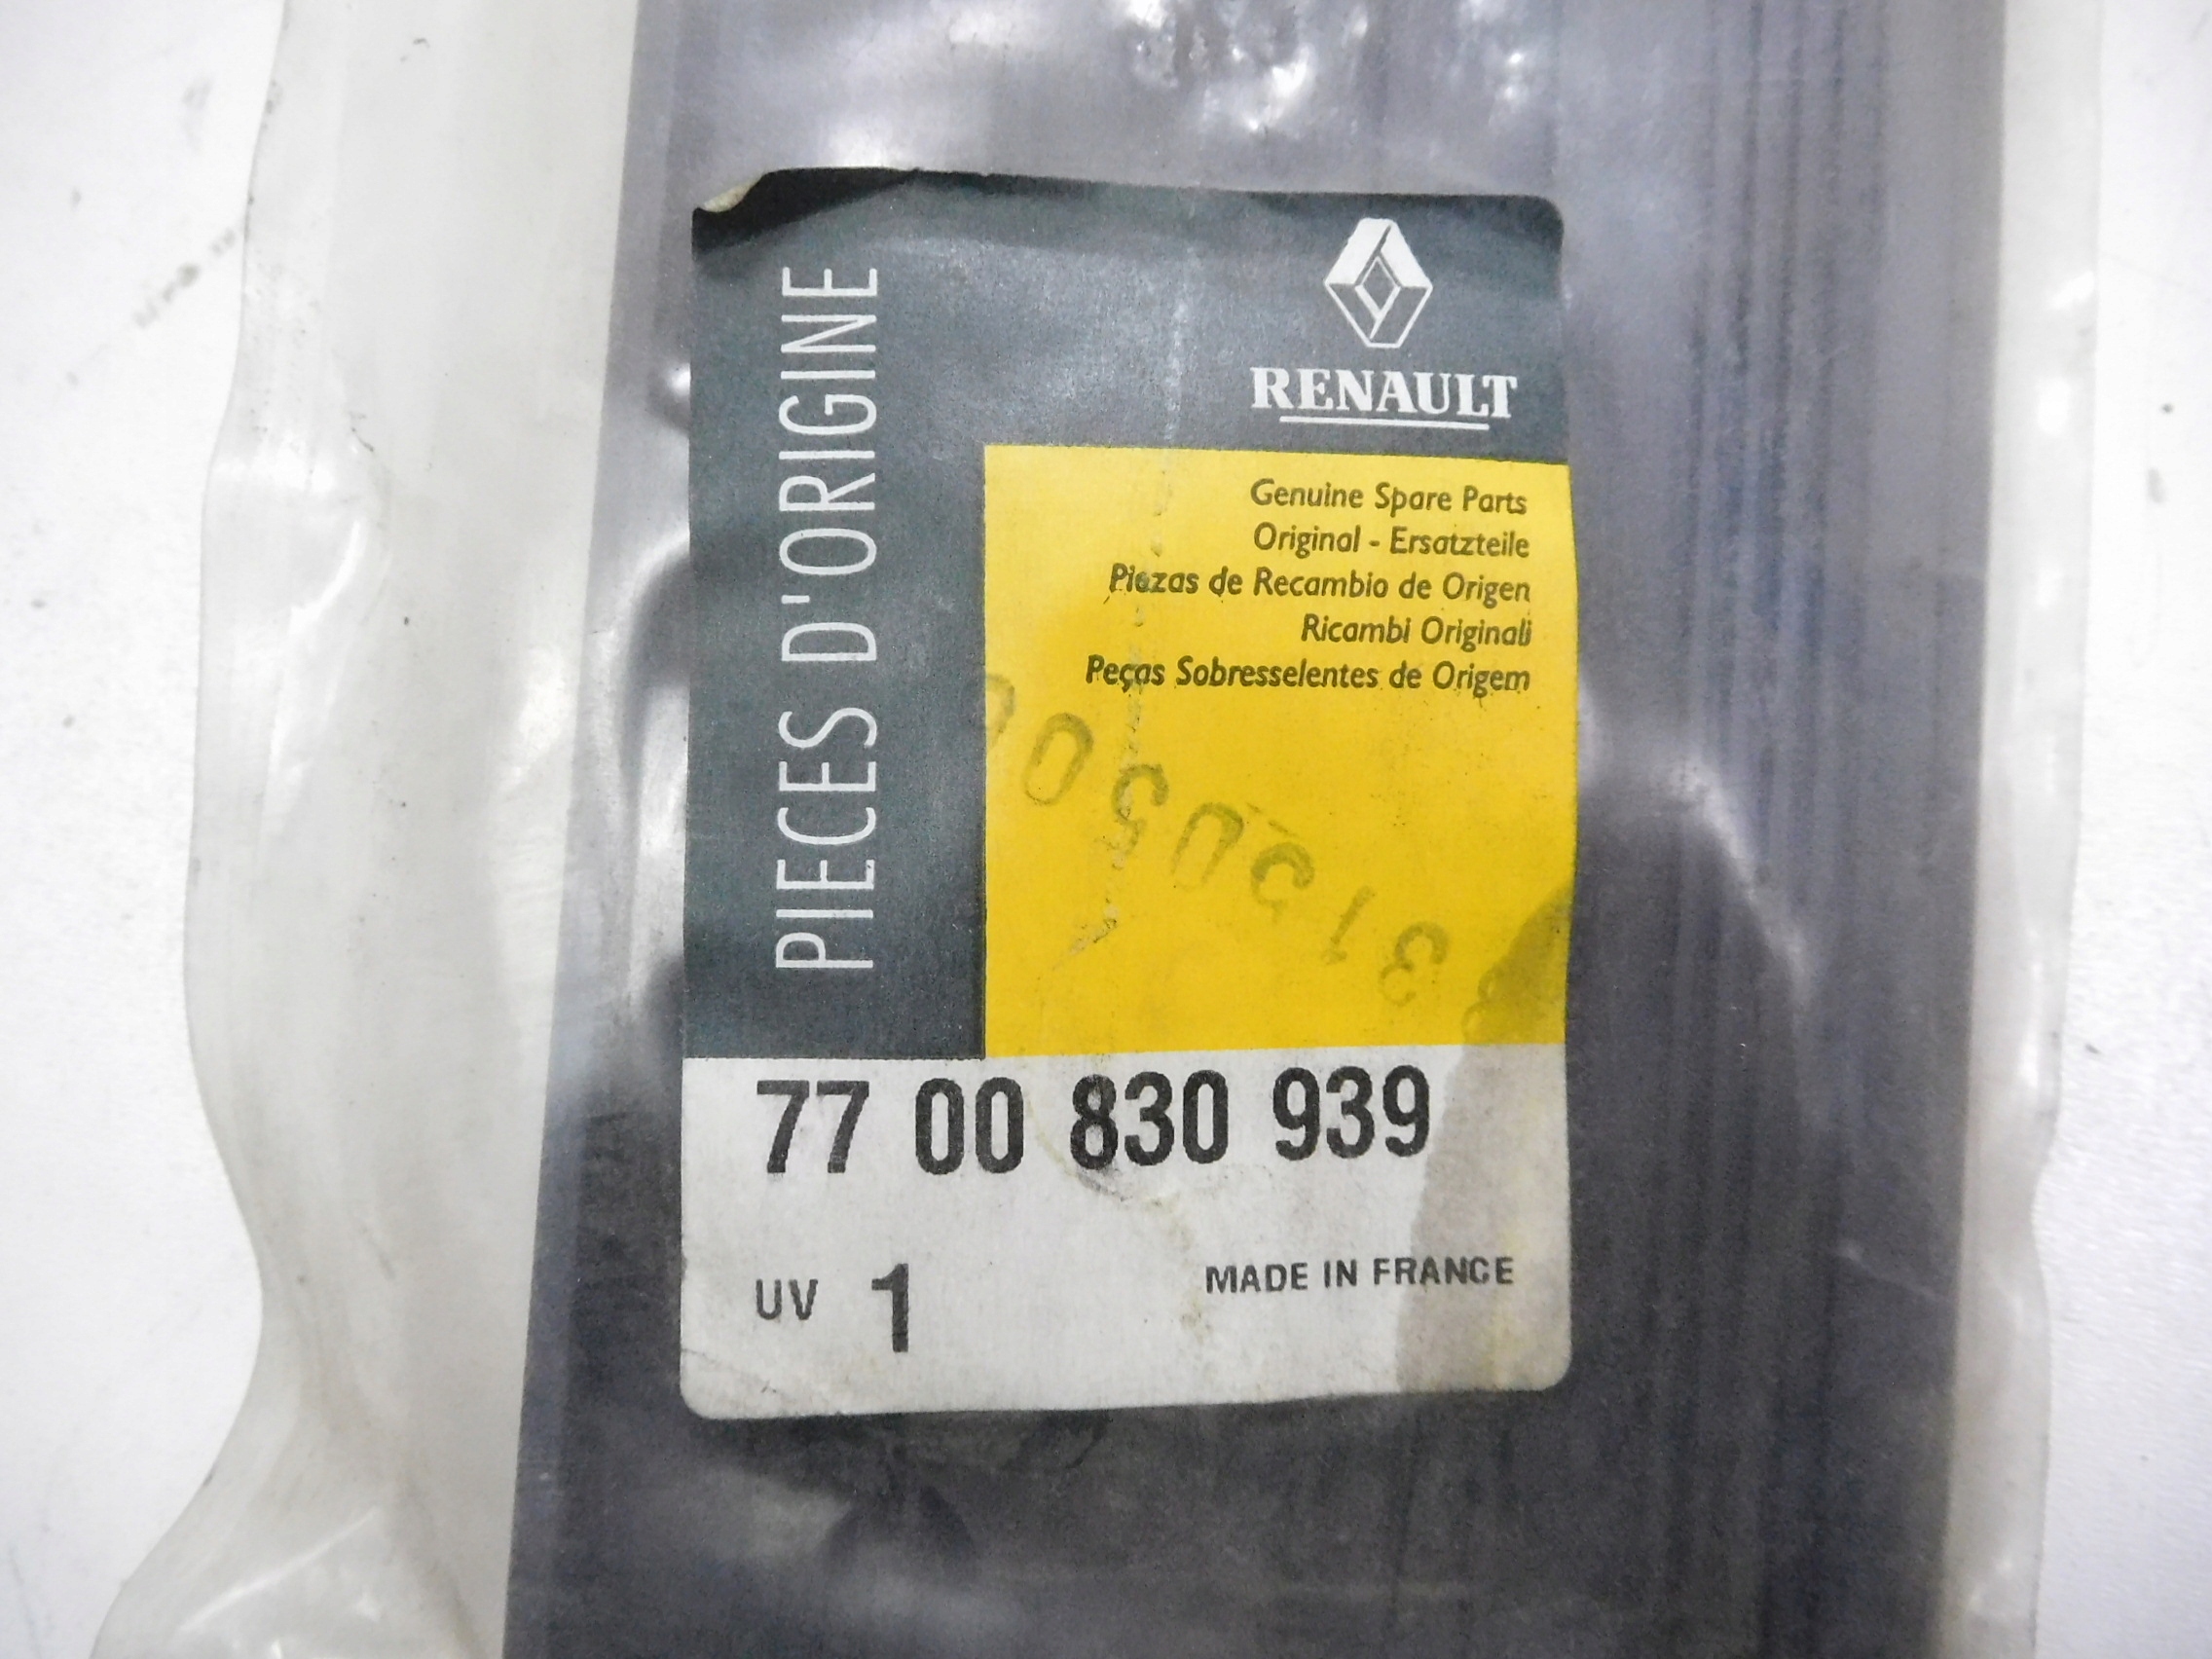 PIECES D'ORIGINE
RENAULT
Genuine Spare Parts
Original - Ersatzteile
Piezas de Recambio de Origen
Ricambi Originali
Peças Sobresselentes de Origem
77 00 830 939
UV 1
MADE IN FRANCE